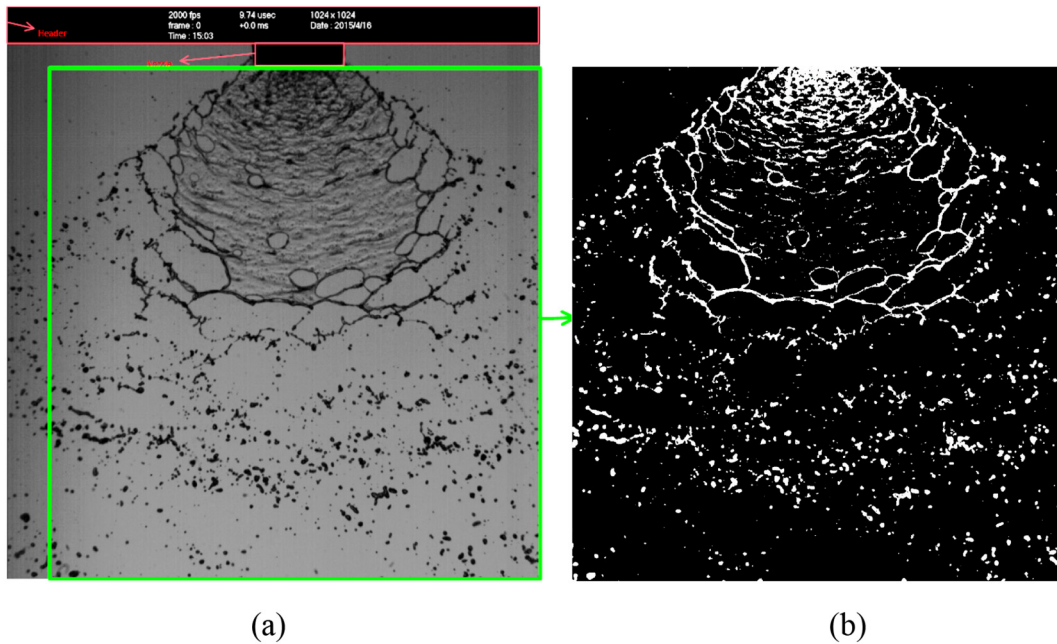 2000 fps 9.74 usec 1024 x 1024
frame : 0 +0.0 ms Date : 2015/4/16
Time : 15:03
Header
(a) (b)